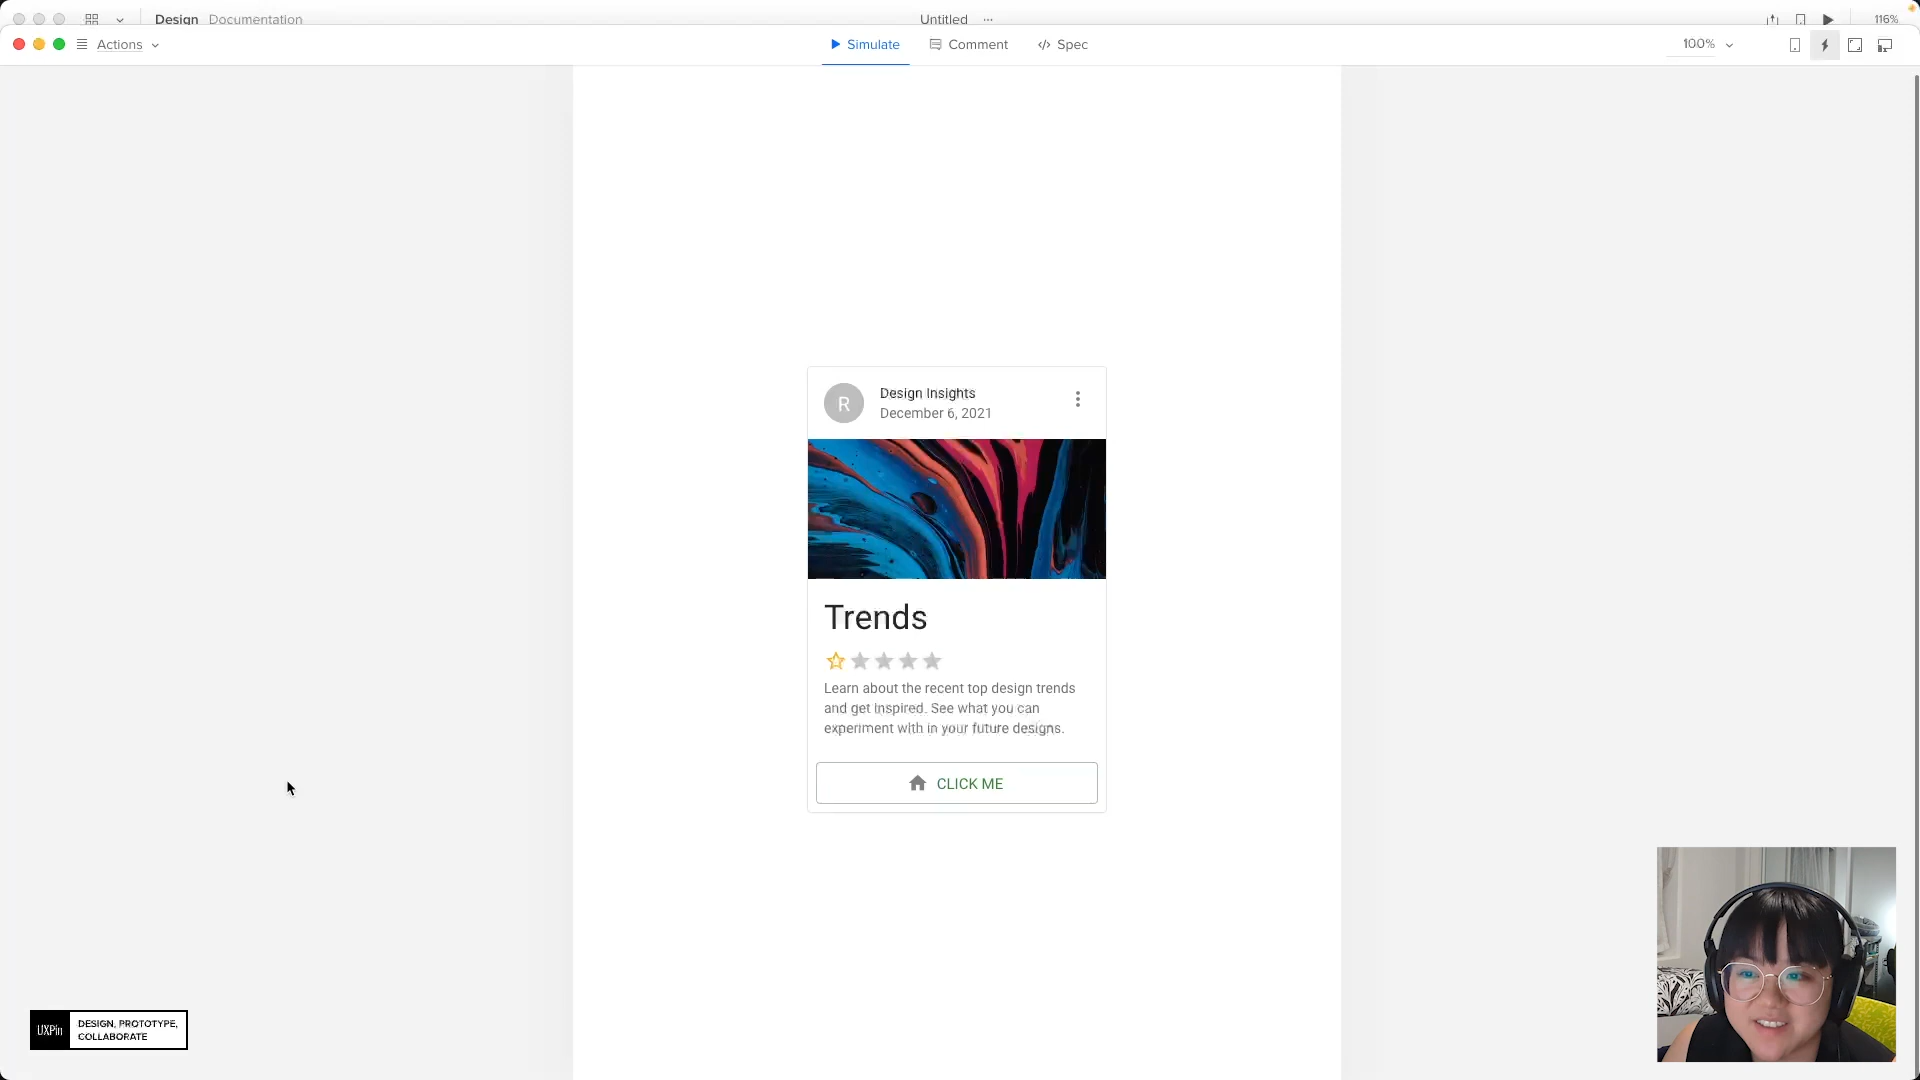 Design Documentation
Untitled
116%
Actions
Simulate
Comment
Spec
100%
R
Design Insights
December 6, 2021
Trends
Learn about the recent top design trends
and get inspired. See what you can
experiment with in your future designs.
CLICK ME
UXPin
DESIGN, PROTOTYPE,
COLLABORATE